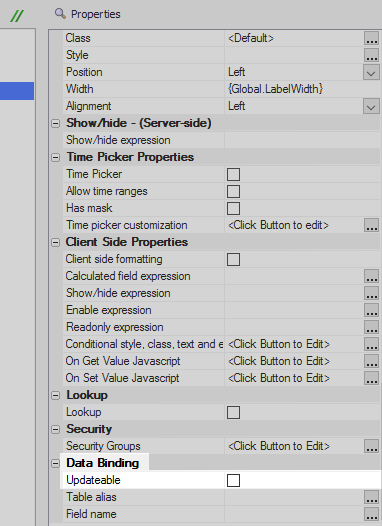 // Properties
Class <Default> ...
Style ...
Position Left
Width {Global.LabelWidth}
Alignment Left
Show/hide - (Server-side)
Show/hide expression
Time Picker Properties
Time Picker
Allow time ranges
Has mask
Time picker customization <Click Button to edit> ...
Client Side Properties
Client side formatting
Calculated field expression ...
Show/hide expression ...
Enable expression ...
Readonly expression ...
Conditional style, class, text and e <Click Button to Edit> ...
On Get Value Javascript <Click Button to Edit> ...
On Set Value Javascript <Click Button to Edit> ...
Lookup
Lookup
Security
Security Groups <Click Button to Edit> ...
Data Binding
Updateable
Table alias ...
Field name ...